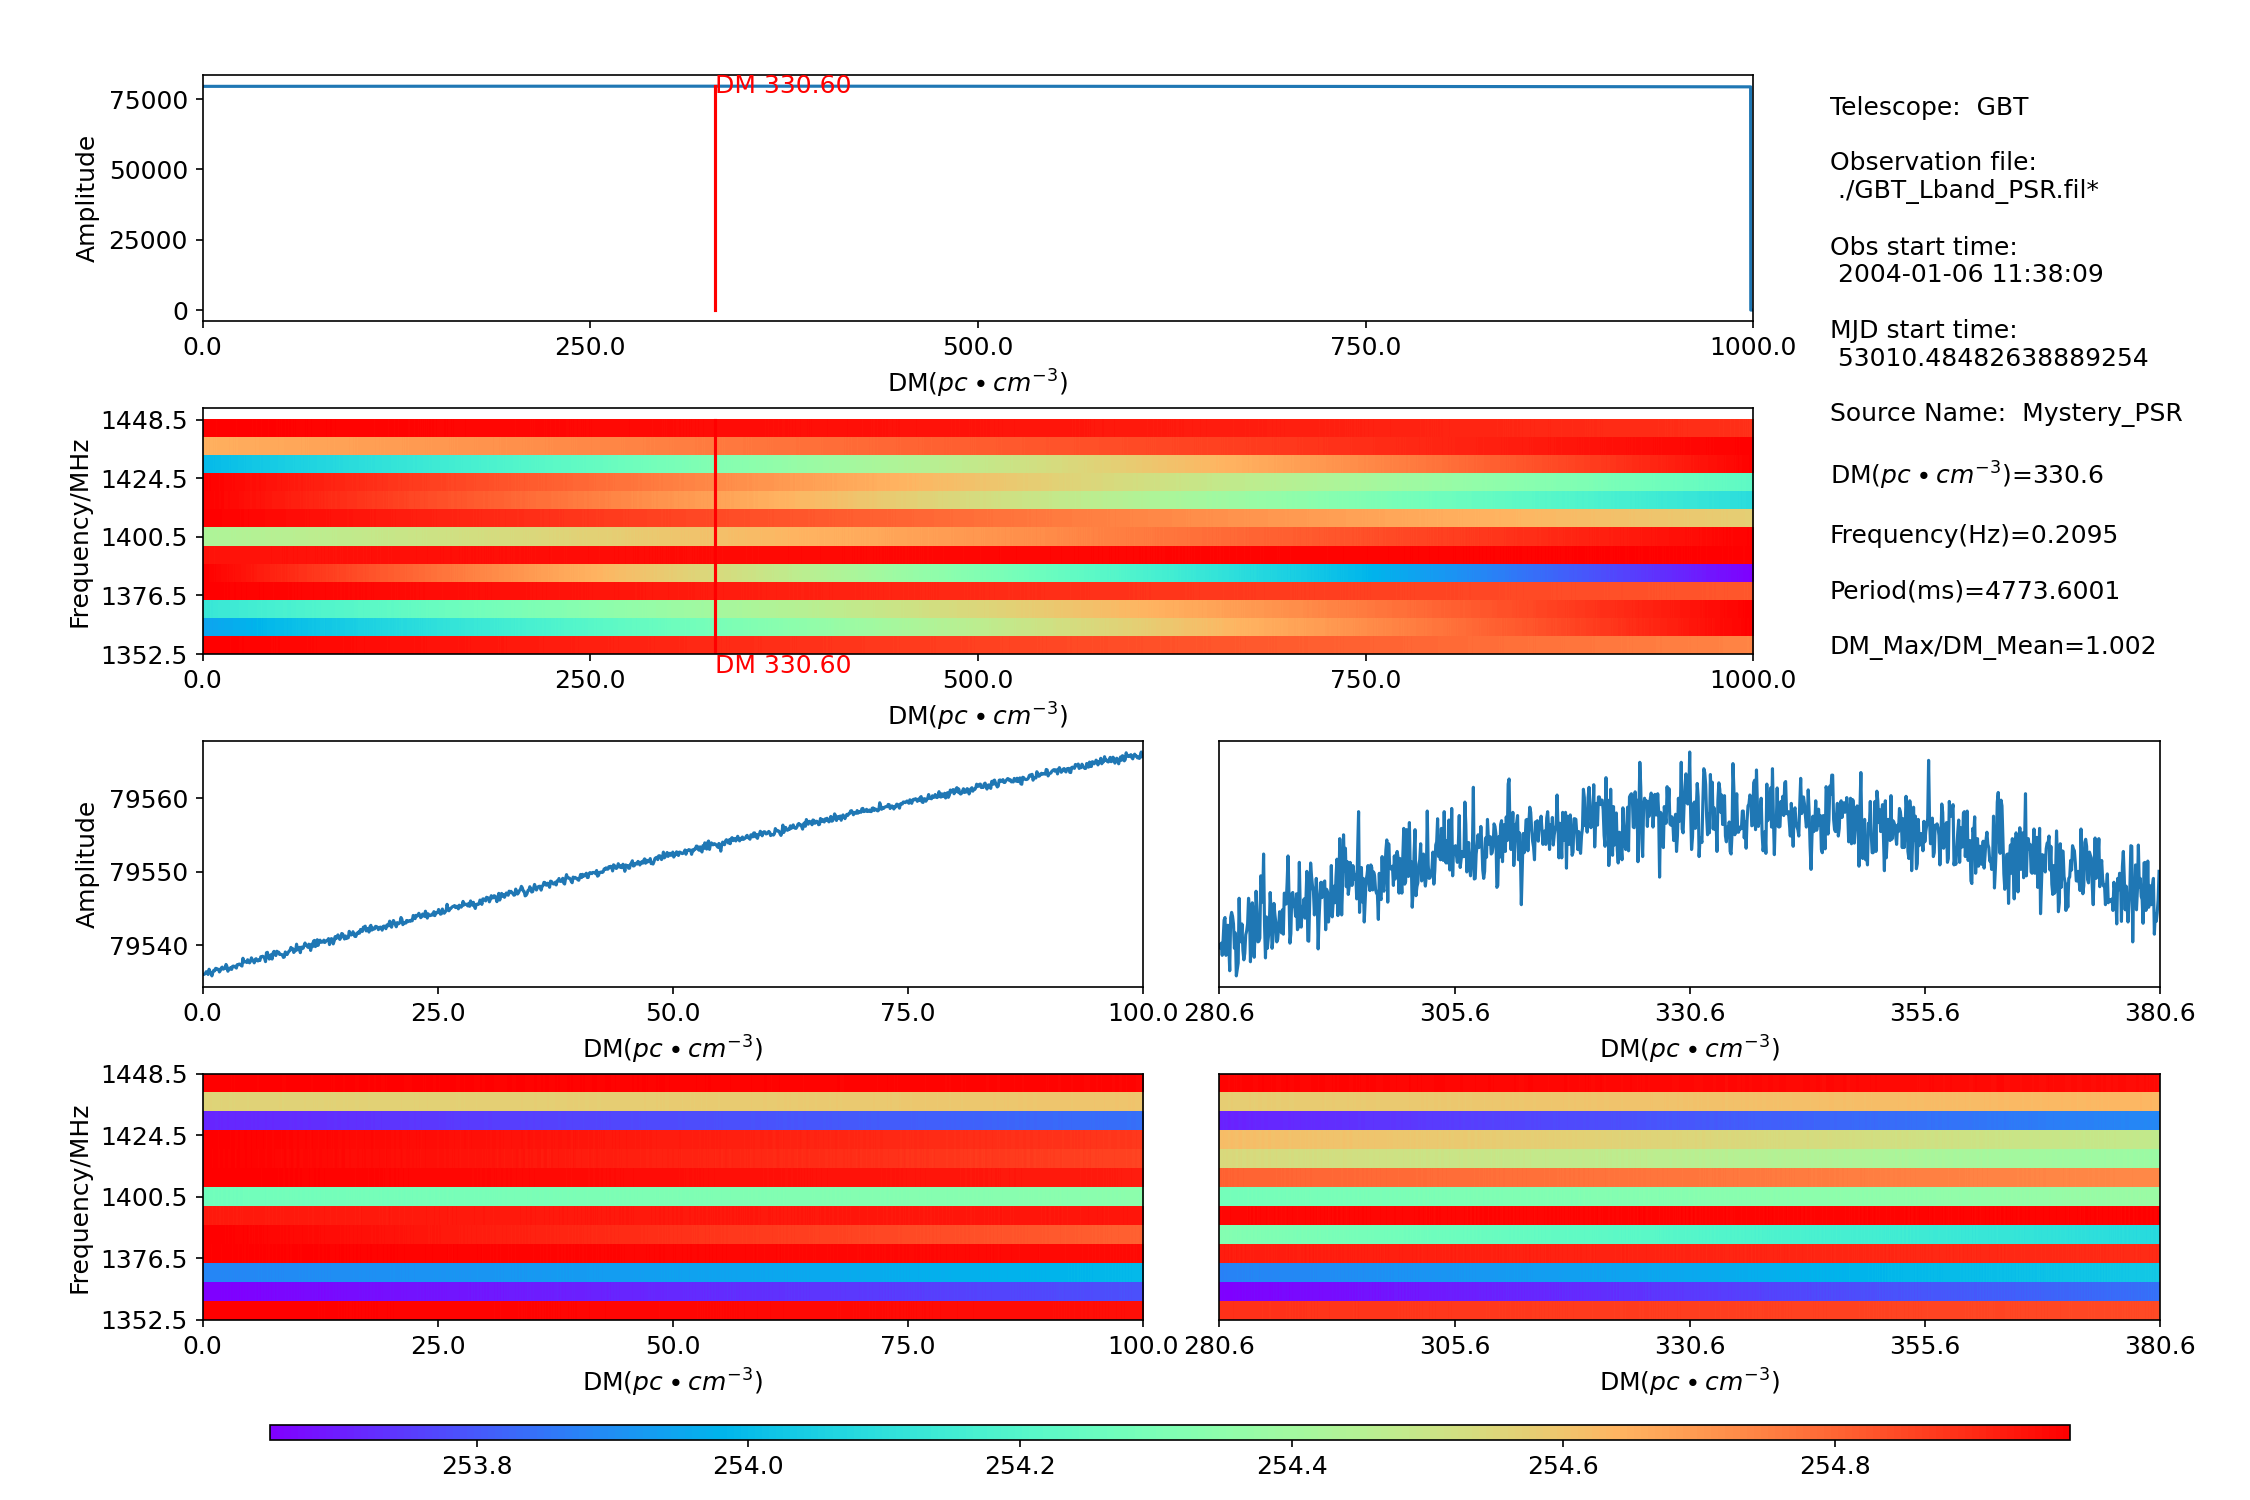 DM 330.60
75000
50000
25000
0
Amplitude
0.0 250.0 500.0 750.0 1000.0
DM(pc • cm⁻³)
Telescope:  GBT
Observation file:
./GBT_Lband_PSR.fil*
Obs start time:
2004-01-06 11:38:09
MJD start time:
53010.48482638889254
Source Name:  Mystery_PSR
DM(pc • cm⁻³)=330.6
Frequency(Hz)=0.2095
Period(ms)=4773.6001
DM_Max/DM_Mean=1.002
1448.5
1424.5
1400.5
1376.5
1352.5
Frequency/MHz
DM 330.60
0.0 250.0 500.0 750.0 1000.0
DM(pc • cm⁻³)
79560
79550
79540
Amplitude
0.0 25.0 50.0 75.0 100.0
DM(pc • cm⁻³)
280.6 305.6 330.6 355.6 380.6
DM(pc • cm⁻³)
1448.5
1424.5
1400.5
1376.5
1352.5
Frequency/MHz
0.0 25.0 50.0 75.0 100.0
DM(pc • cm⁻³)
280.6 305.6 330.6 355.6 380.6
DM(pc • cm⁻³)
253.8 254.0 254.2 254.4 254.6 254.8